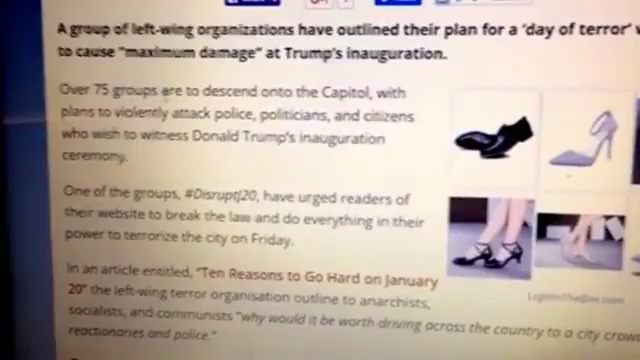 A group of left-wing organizations have outlined their plan for a 'day of terror'
to cause "maximum damage" at Trump's inauguration.
Over 75 groups are to descend onto the Capitol, with
plans to violently attack police, politicians, and citizens
who wish to witness Donald Trump's inauguration
ceremony.
One of the groups, #DisruptJ20, have urged readers of
their website to break the law and do everything in their
power to terrorize the city on Friday.
In an article entitled, "Ten Reasons to Go Hard on January
20" the left-wing terror organisation outline to anarchists,
socialists, and communists "why would it be worth driving across the country to a city
reactionaries and police."
LightInTheBox.com